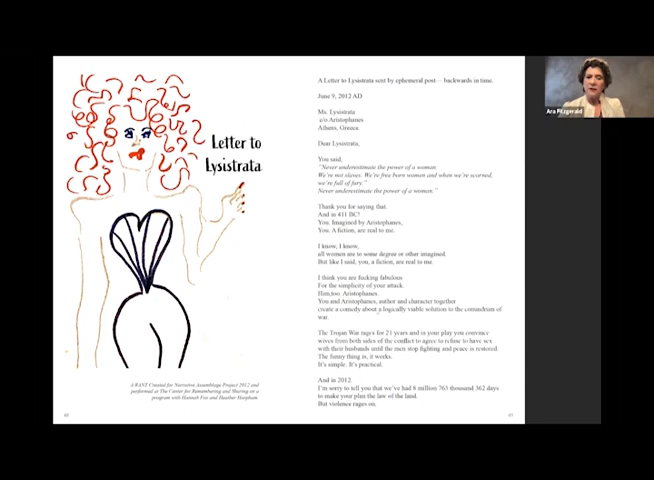 Letter to
Lysistrata
A RANT Created for Narrative Assemblage Project 2012 and
performed at The Center for Remembering and Sharing on a
program with Hannah Fox and Heather Harpham.
88
A Letter to Lysistrata sent by ephemeral post— backwards in time.
June 9, 2012 AD
Ms. Lysistrata
c/o Aristophanes
Athens, Greece.
Dear Lysistrata,
You said,
"Never underestimate the power of a woman.
We're not slaves. We're free born women and when we're scorned,
we're full of fury."
Never underestimate the power of a woman."
Thank you for saying that.
And in 411 BC?
You. Imagined by Aristophanes,
You. A fiction, are real to me.
I know, I know,
all women are to some degree or other imagined.
But like I said, you, a fiction, are real to me.
I think you are fucking fabulous
For the simplicity of your attack.
Him,too. Aristophanes.
You and Aristophanes, author and character together
create a comedy about a logically viable solution to the conundrum of
war.
The Trojan War rages for 21 years and in your play you convince
wives from both sides of the conflict to agree to refuse to have sex
with their husbands until the men stop fighting and peace is restored.
The funny thing is, it works.
It's simple. It's practical.
And in 2012.
I'm sorry to tell you that we've had 8 million 763 thousand 362 days
to make your plan the law of the land.
But violence rages on.
Ara Fitzgerald